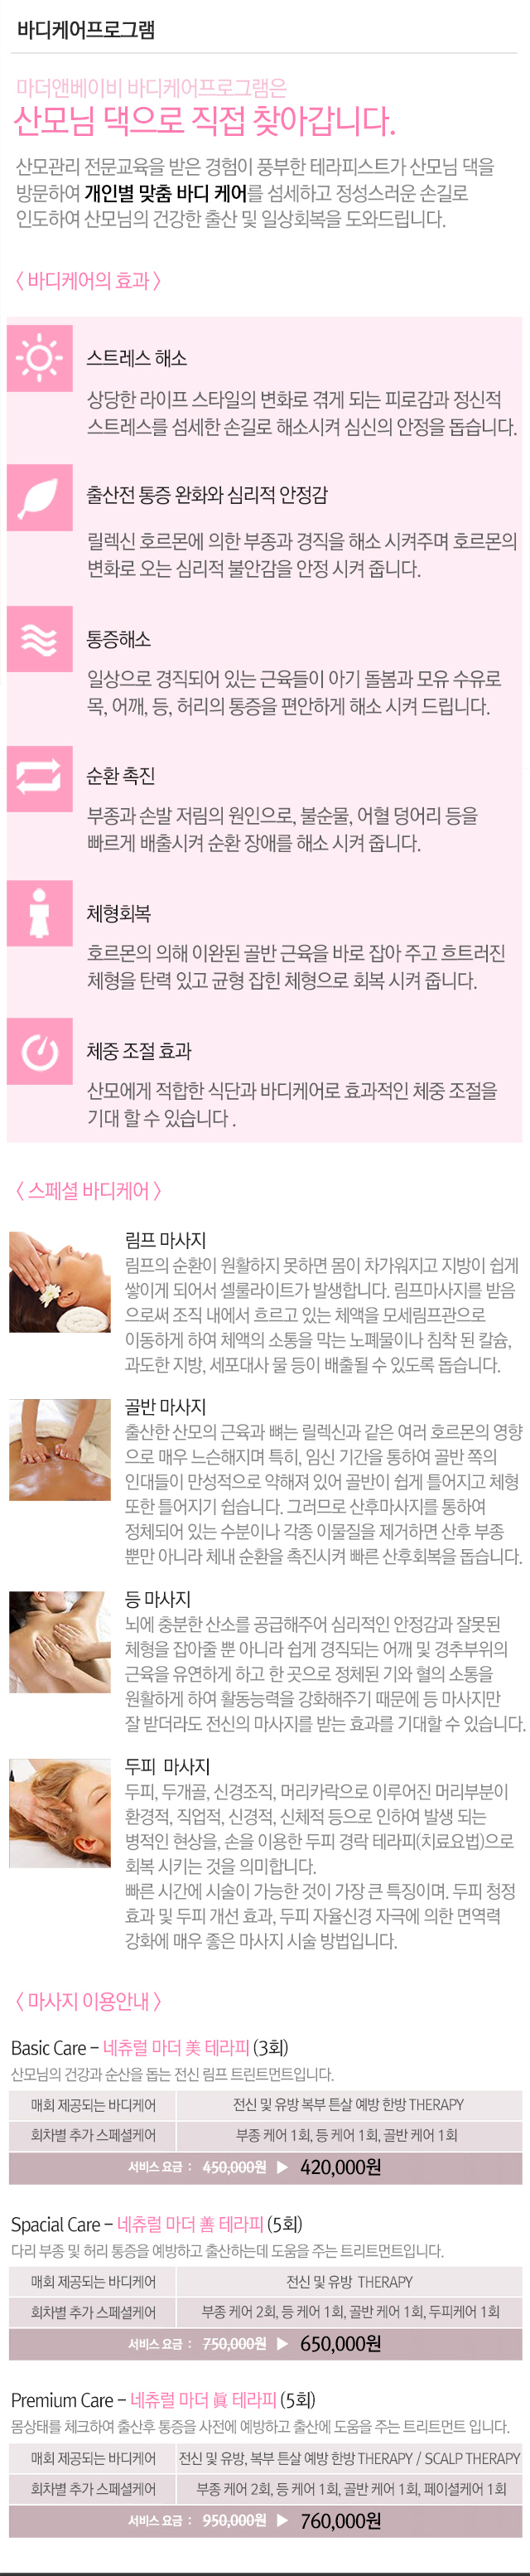 바디케어프로그램
마더앤베이비 바디케어프로그램은
산모님 댁으로 직접 찾아갑니다.
산모관리 전문교육을 받은 경험이 풍부한 테라피스트가 산모님 댁을
방문하여 개인별 맞춤 바디 케어를 섬세하고 정성스러운 손길로
인도하여 산모님의 건강한 출산 및 일상회복을 도와드립니다.
〈 바디케어의 효과 〉
스트레스 해소
상당한 라이프 스타일의 변화로 겪게 되는 피로감과 정신적
스트레스를 섬세한 손길로 해소시켜 심신의 안정을 돕습니다.
출산전 통증 완화와 심리적 안정감
릴렉신 호르몬에 의한 부종과 경직을 해소 시켜주며 호르몬의
변화로 오는 심리적 불안감을 안정 시켜 줍니다.
통증해소
일상으로 경직되어 있는 근육들이 아기 돌봄과 모유 수유로
목, 어깨, 등, 허리의 통증을 편안하게 해소 시켜 드립니다.
순환 촉진
부종과 손발 저림의 원인으로, 불순물, 어혈 덩어리 등을
빠르게 배출시켜 순환 장애를 해소 시켜 줍니다.
체형회복
호르몬의 의해 이완된 골반 근육을 바로 잡아 주고 흐트러진
체형을 탄력 있고 균형 잡힌 체형으로 회복 시켜 줍니다.
체중 조절 효과
산모에게 적합한 식단과 바디케어로 효과적인 체중 조절을
기대 할 수 있습니다 .
〈 스페셜 바디케어 〉
림프 마사지
림프의 순환이 원활하지 못하면 몸이 차가워지고 지방이 쉽게
쌓이게 되어서 셀룰라이트가 발생합니다. 림프마사지를 받음
으로써 조직 내에서 흐르고 있는 체액을 모세림프관으로
이동하게 하여 체액의 소통을 막는 노폐물이나 침착 된 칼슘,
과도한 지방, 세포대사 물 등이 배출될 수 있도록 돕습니다.
골반 마사지
출산한 산모의 근육과 뼈는 릴렉신과 같은 여러 호르몬의 영향
으로 매우 느슨해지며 특히, 임신 기간을 통하여 골반 쪽의
인대들이 만성적으로 약해져 있어 골반이 쉽게 틀어지고 체형
또한 틀어지기 쉽습니다. 그러므로 산후마사지를 통하여
정체되어 있는 수분이나 각종 이물질을 제거하면 산후 부종
뿐만 아니라 체내 순환을 촉진시켜 빠른 산후회복을 돕습니다.
등 마사지
뇌에 충분한 산소를 공급해주어 심리적인 안정감과 잘못된
체형을 잡아줄 뿐 아니라 쉽게 경직되는 어깨 및 경추부위의
근육을 유연하게 하고 한 곳으로 정체된 기와 혈의 소통을
원활하게 하여 활동능력을 강화해주기 때문에 등 마사지만
잘 받더라도 전신의 마사지를 받는 효과를 기대할 수 있습니다.
두피 마사지
두피, 두개골, 신경조직, 머리카락으로 이루어진 머리부분이
환경적, 직업적, 신경적, 신체적 등으로 인하여 발생 되는
병적인 현상을, 손을 이용한 두피 경락 테라피(치료요법)으로
회복 시키는 것을 의미합니다.
빠른 시간에 시술이 가능한 것이 가장 큰 특징이며. 두피 청정
효과 및 두피 개선 효과, 두피 자율신경 자극에 의한 면역력
강화에 매우 좋은 마사지 시술 방법입니다.
〈 마사지 이용안내 〉
Basic Care – 네츄럴 마더 美 테라피 (3회)
산모님의 건강과 순산을 돕는 전신 림프 트린트먼트입니다.
매회 제공되는 바디케어 전신 및 유방 복부 튼살 예방 한방 THERAPY
회차별 추가 스페셜케어 부종 케어 1회, 등 케어 1회, 골반 케어 1회
서비스 요금 : 450,000원 ▶ 420,000원
Spacial Care – 네츄럴 마더 善 테라피 (5회)
다리 부종 및 허리 통증을 예방하고 출산하는데 도움을 주는 트리트먼트입니다.
매회 제공되는 바디케어 전신 및 유방 THERAPY
회차별 추가 스페셜케어 부종 케어 2회, 등 케어 1회, 골반 케어 1회, 두피케어 1회
서비스 요금 : 750,000원 ▶ 650,000원
Premium Care – 네츄럴 마더 眞 테라피 (5회)
몸상태를 체크하여 출산후 통증을 사전에 예방하고 출산에 도움을 주는 트리트먼트 입니다.
매회 제공되는 바디케어 전신 및 유방, 복부 튼살 예방 한방 THERAPY / SCALP THERAPY
회차별 추가 스페셜케어 부종 케어 2회, 등 케어 1회, 골반 케어 1회, 페이셜케어 1회
서비스 요금 : 950,000원 ▶ 760,000원